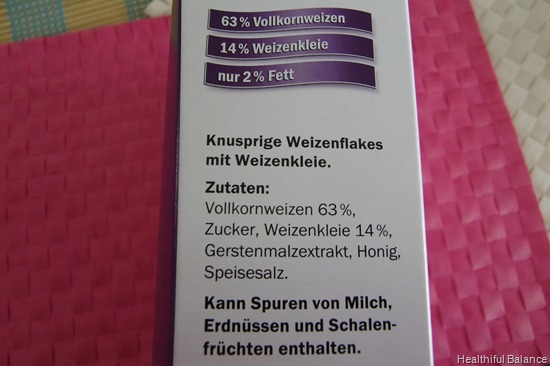 63% Vollkornweizen
14% Weizenkleie
nur 2% Fett
Knusprige Weizenflakes
mit Weizenkleie.
Zutaten:
Vollkornweizen 63%,
Zucker, Weizenkleie 14%,
Gerstenmalzextrakt, Honig,
Speisesalz.
Kann Spuren von Milch,
Erdnüssen und Schalen-
früchten enthalten.
Healthiful Balance